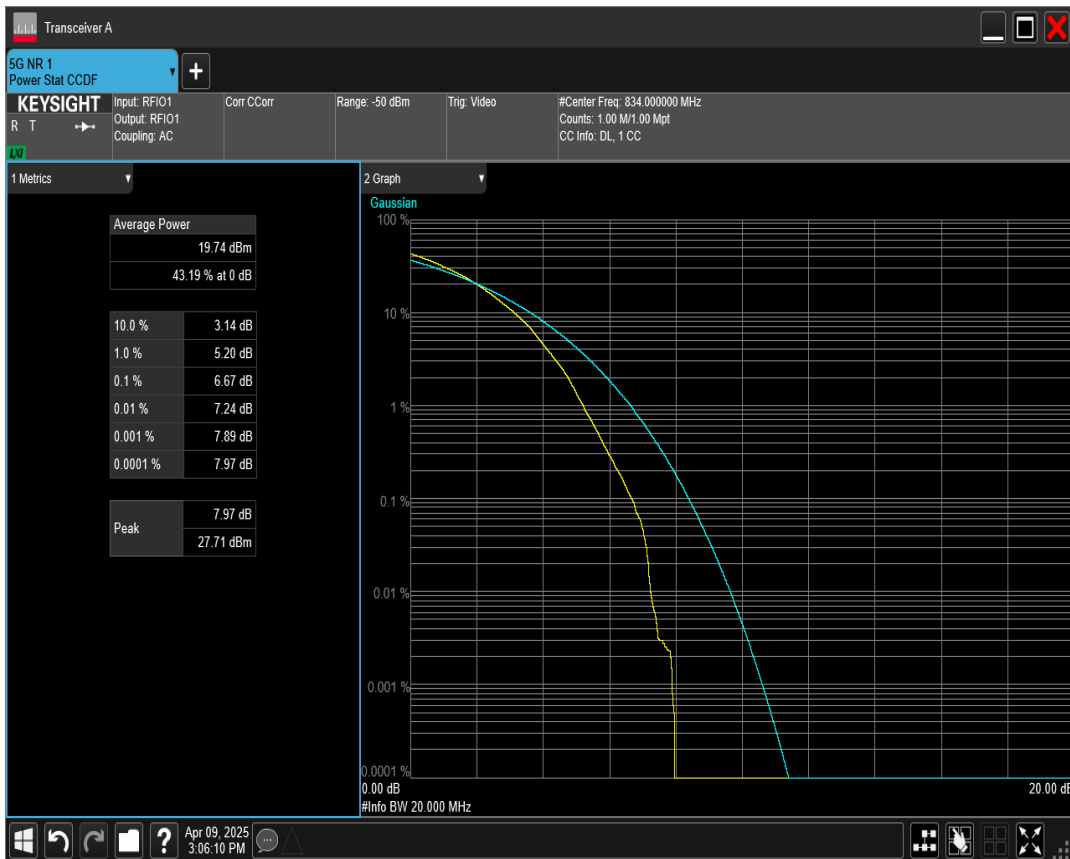 Transceiver A
5G NR 1
Power Stat CCDF
KEYSIGHT
R T
LXI
Input: RFIO1
Output: RFIO1
Coupling: AC
Corr CCorr
Range: -50 dBm
Trig: Video
#Center Freq: 834.000000 MHz
Counts: 1.00 M/1.00 Mpt
CC Info: DL, 1 CC
1 Metrics
Average Power
19.74 dBm
43.19 % at 0 dB
10.0 % 3.14 dB
1.0 % 5.20 dB
0.1 % 6.67 dB
0.01 % 7.24 dB
0.001 % 7.89 dB
0.0001 % 7.97 dB
Peak
7.97 dB
27.71 dBm
2 Graph
Gaussian
100 %
10 %
1 %
0.1 %
0.01 %
0.001 %
0.0001 %
0.00 dB 20.00 dB
#Info BW 20.000 MHz
?
Apr 09, 2025
3:06:10 PM